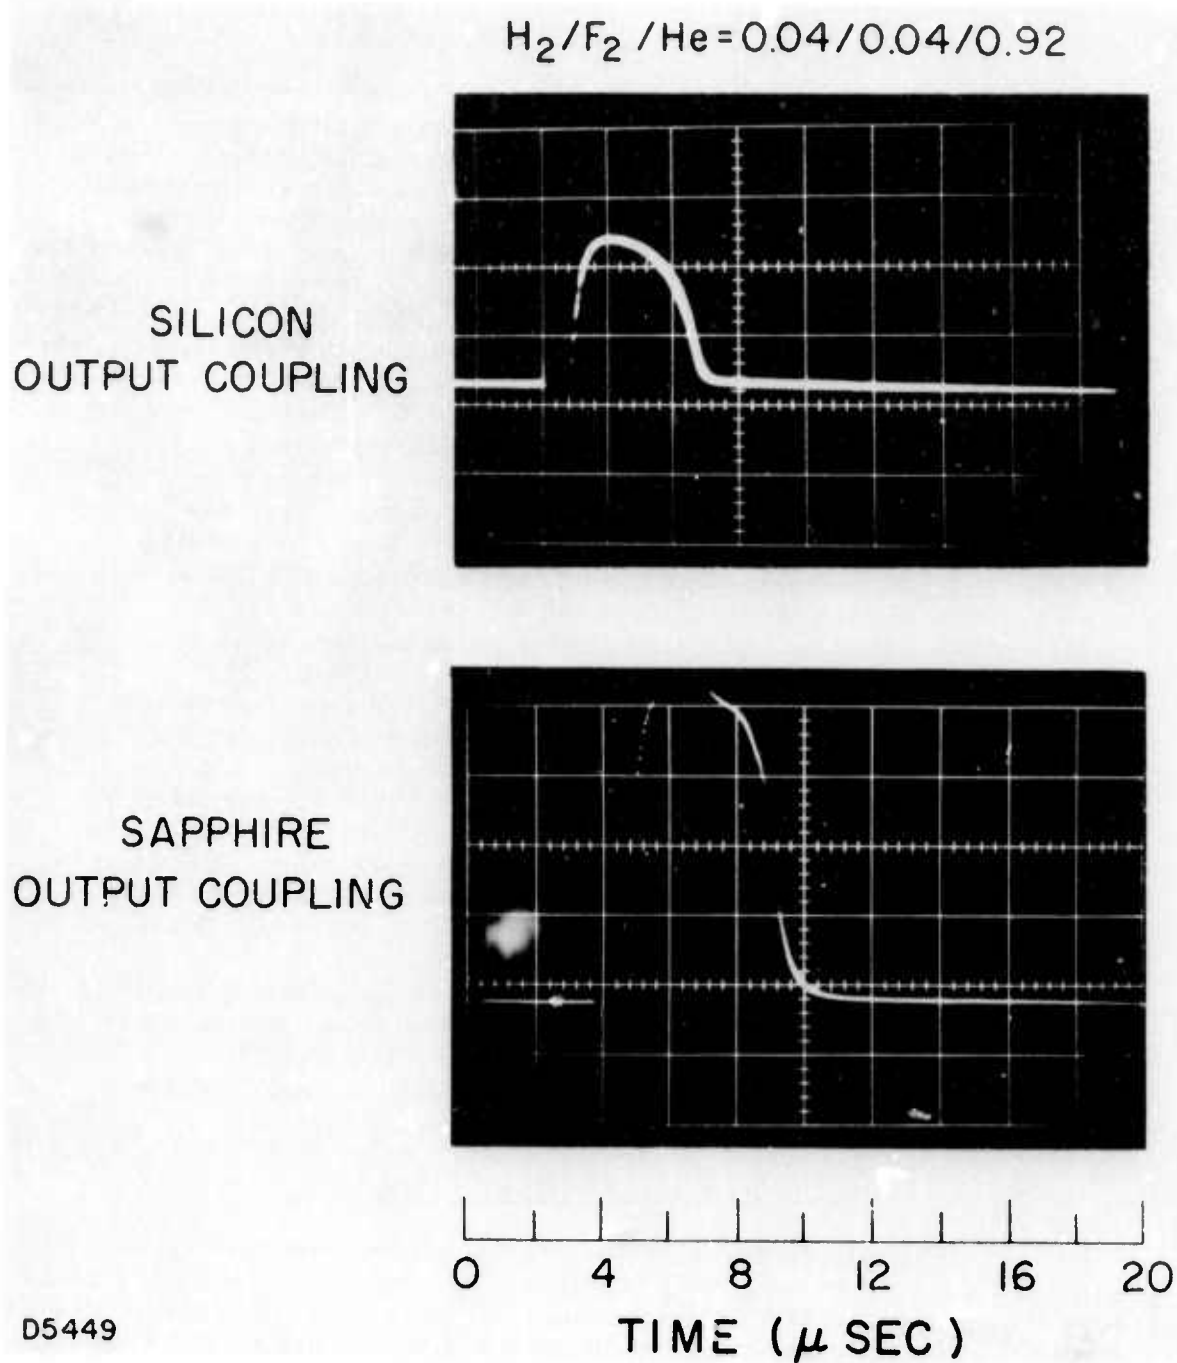 H₂/F₂/He = 0.04/0.04/0.92
SILICON
OUTPUT COUPLING
SAPPHIRE
OUTPUT COUPLING
0 4 8 12 16 20
TIME (μ SEC)
D5449